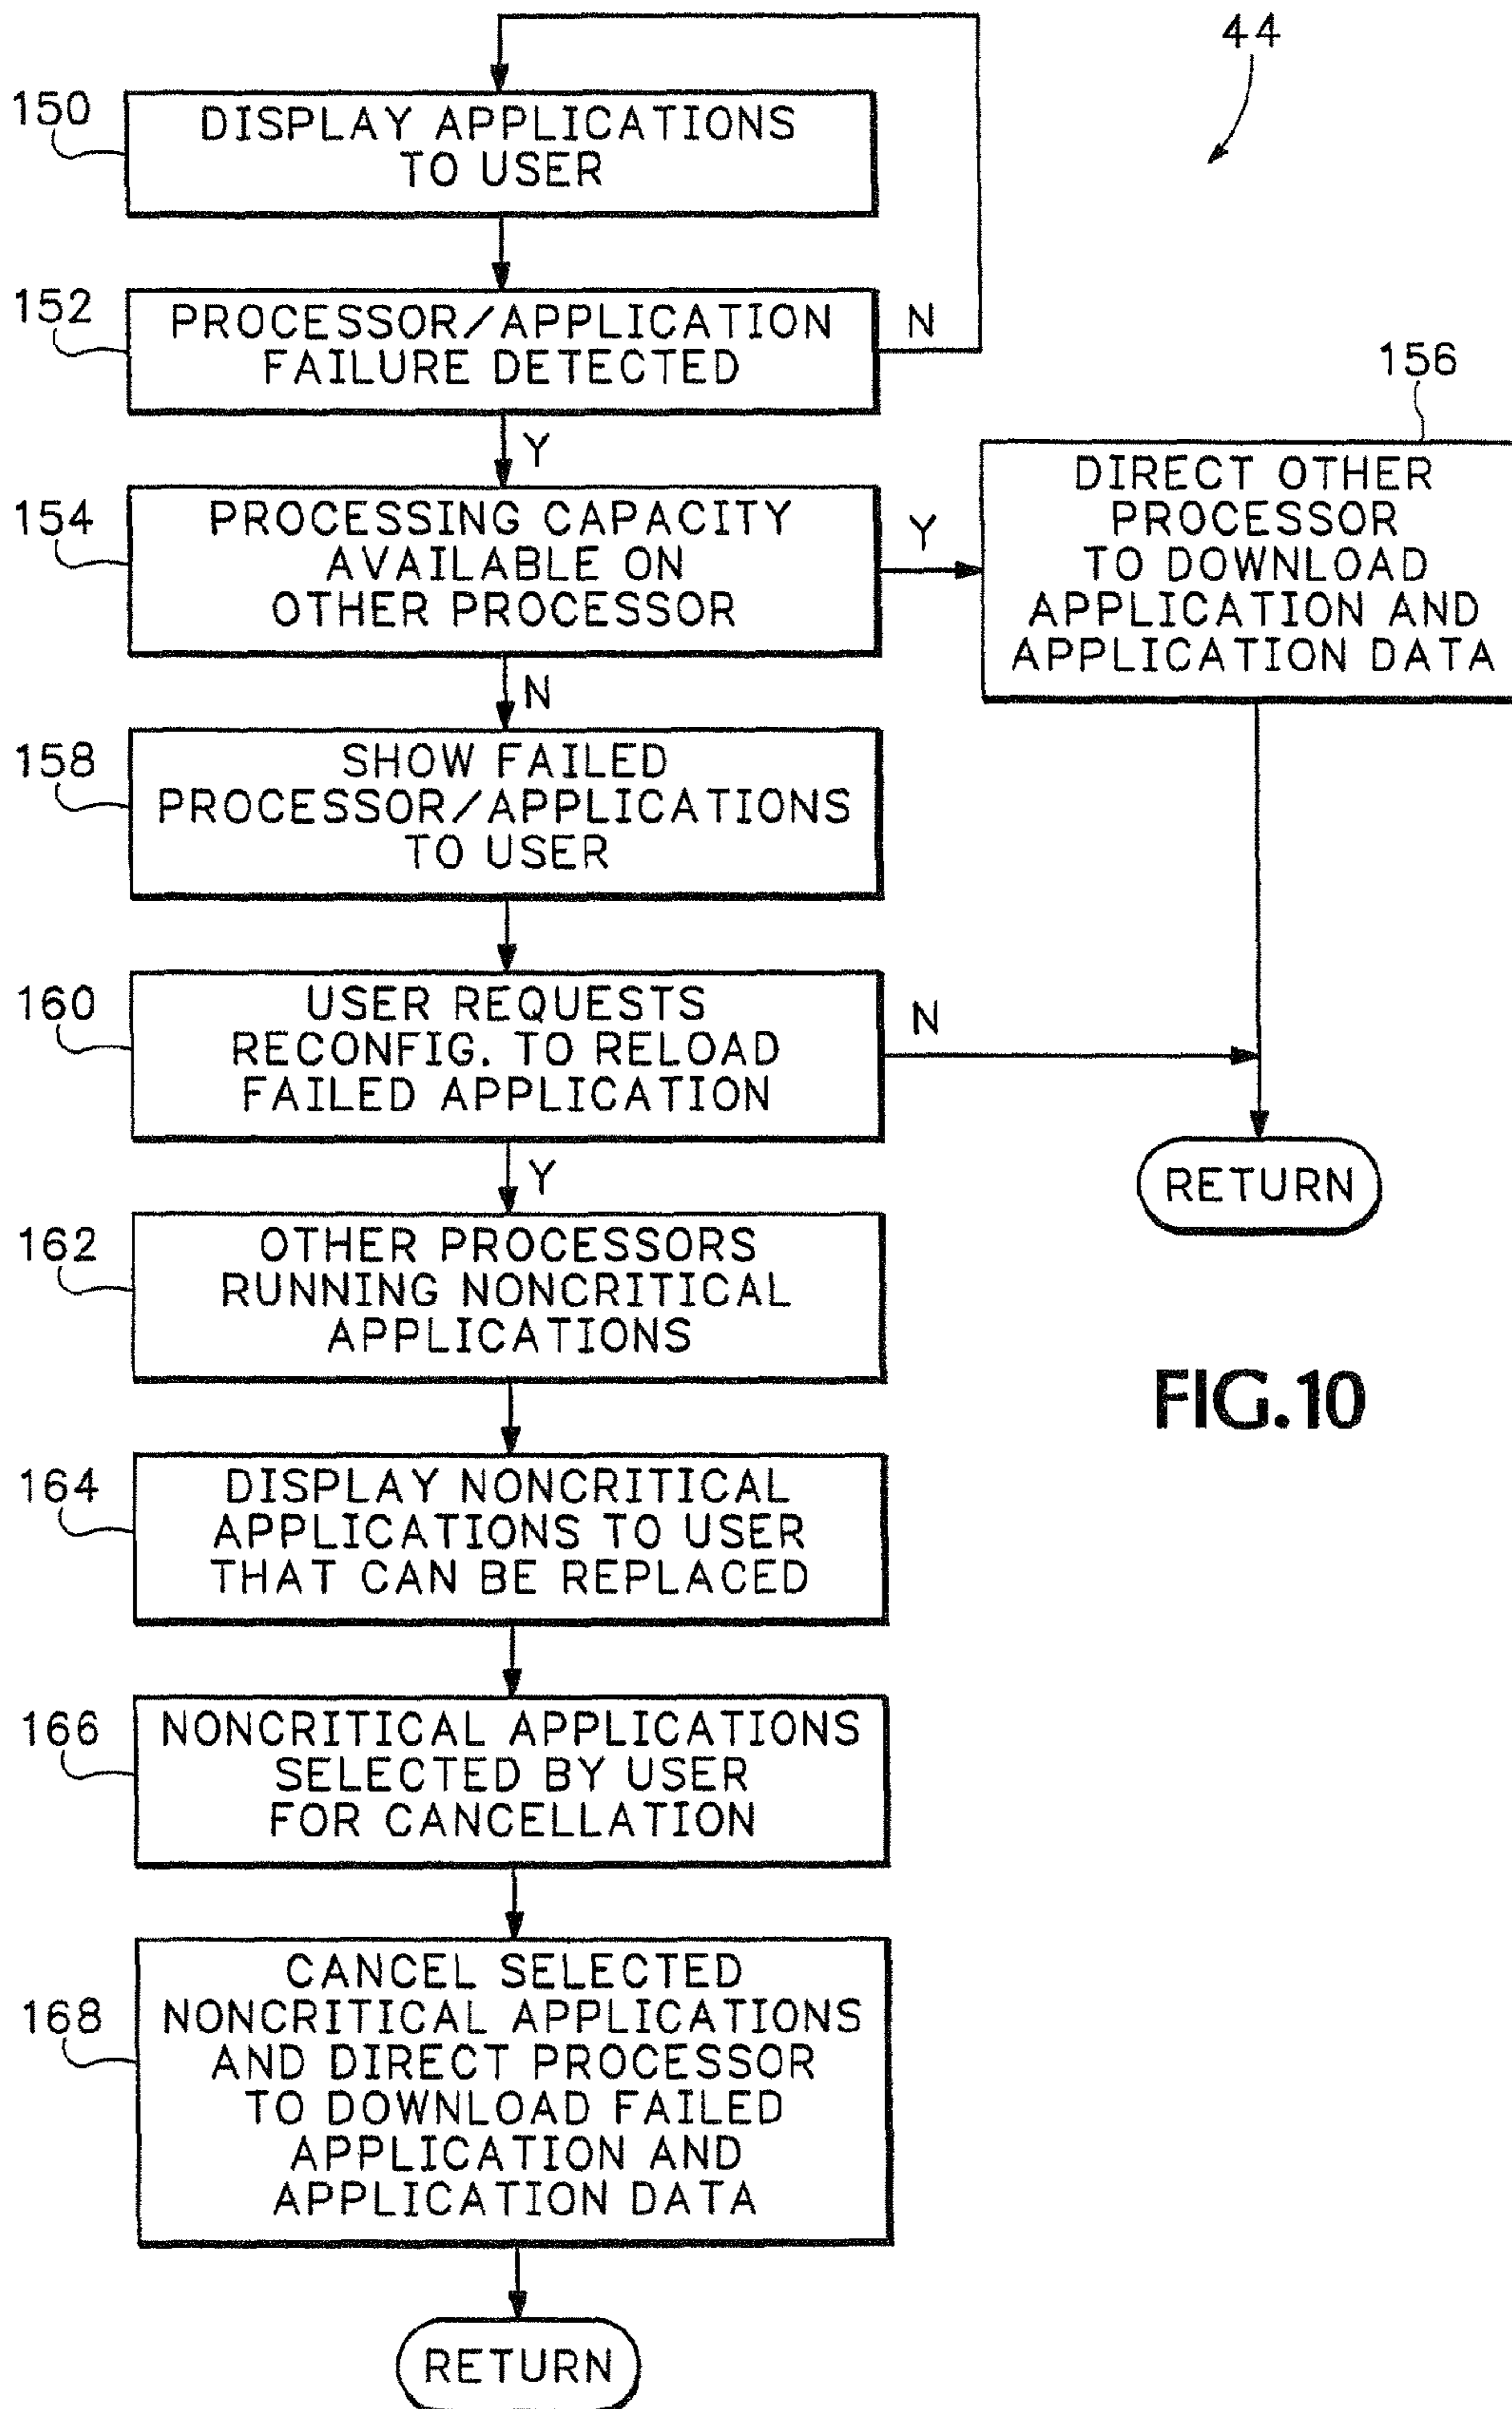 44
150
DISPLAY APPLICATIONS
TO USER
152
PROCESSOR/APPLICATION
FAILURE DETECTED
N
Y
154
PROCESSING CAPACITY
AVAILABLE ON
OTHER PROCESSOR
Y
N
156
DIRECT OTHER
PROCESSOR
TO DOWNLOAD
APPLICATION AND
APPLICATION DATA
158
SHOW FAILED
PROCESSOR/APPLICATIONS
TO USER
160
USER REQUESTS
RECONFIG. TO RELOAD
FAILED APPLICATION
N
Y
RETURN
162
OTHER PROCESSORS
RUNNING NONCRITICAL
APPLICATIONS
FIG.10
164
DISPLAY NONCRITICAL
APPLICATIONS TO USER
THAT CAN BE REPLACED
166
NONCRITICAL APPLICATIONS
SELECTED BY USER
FOR CANCELLATION
168
CANCEL SELECTED
NONCRITICAL APPLICATIONS
AND DIRECT PROCESSOR
TO DOWNLOAD FAILED
APPLICATION AND
APPLICATION DATA
RETURN